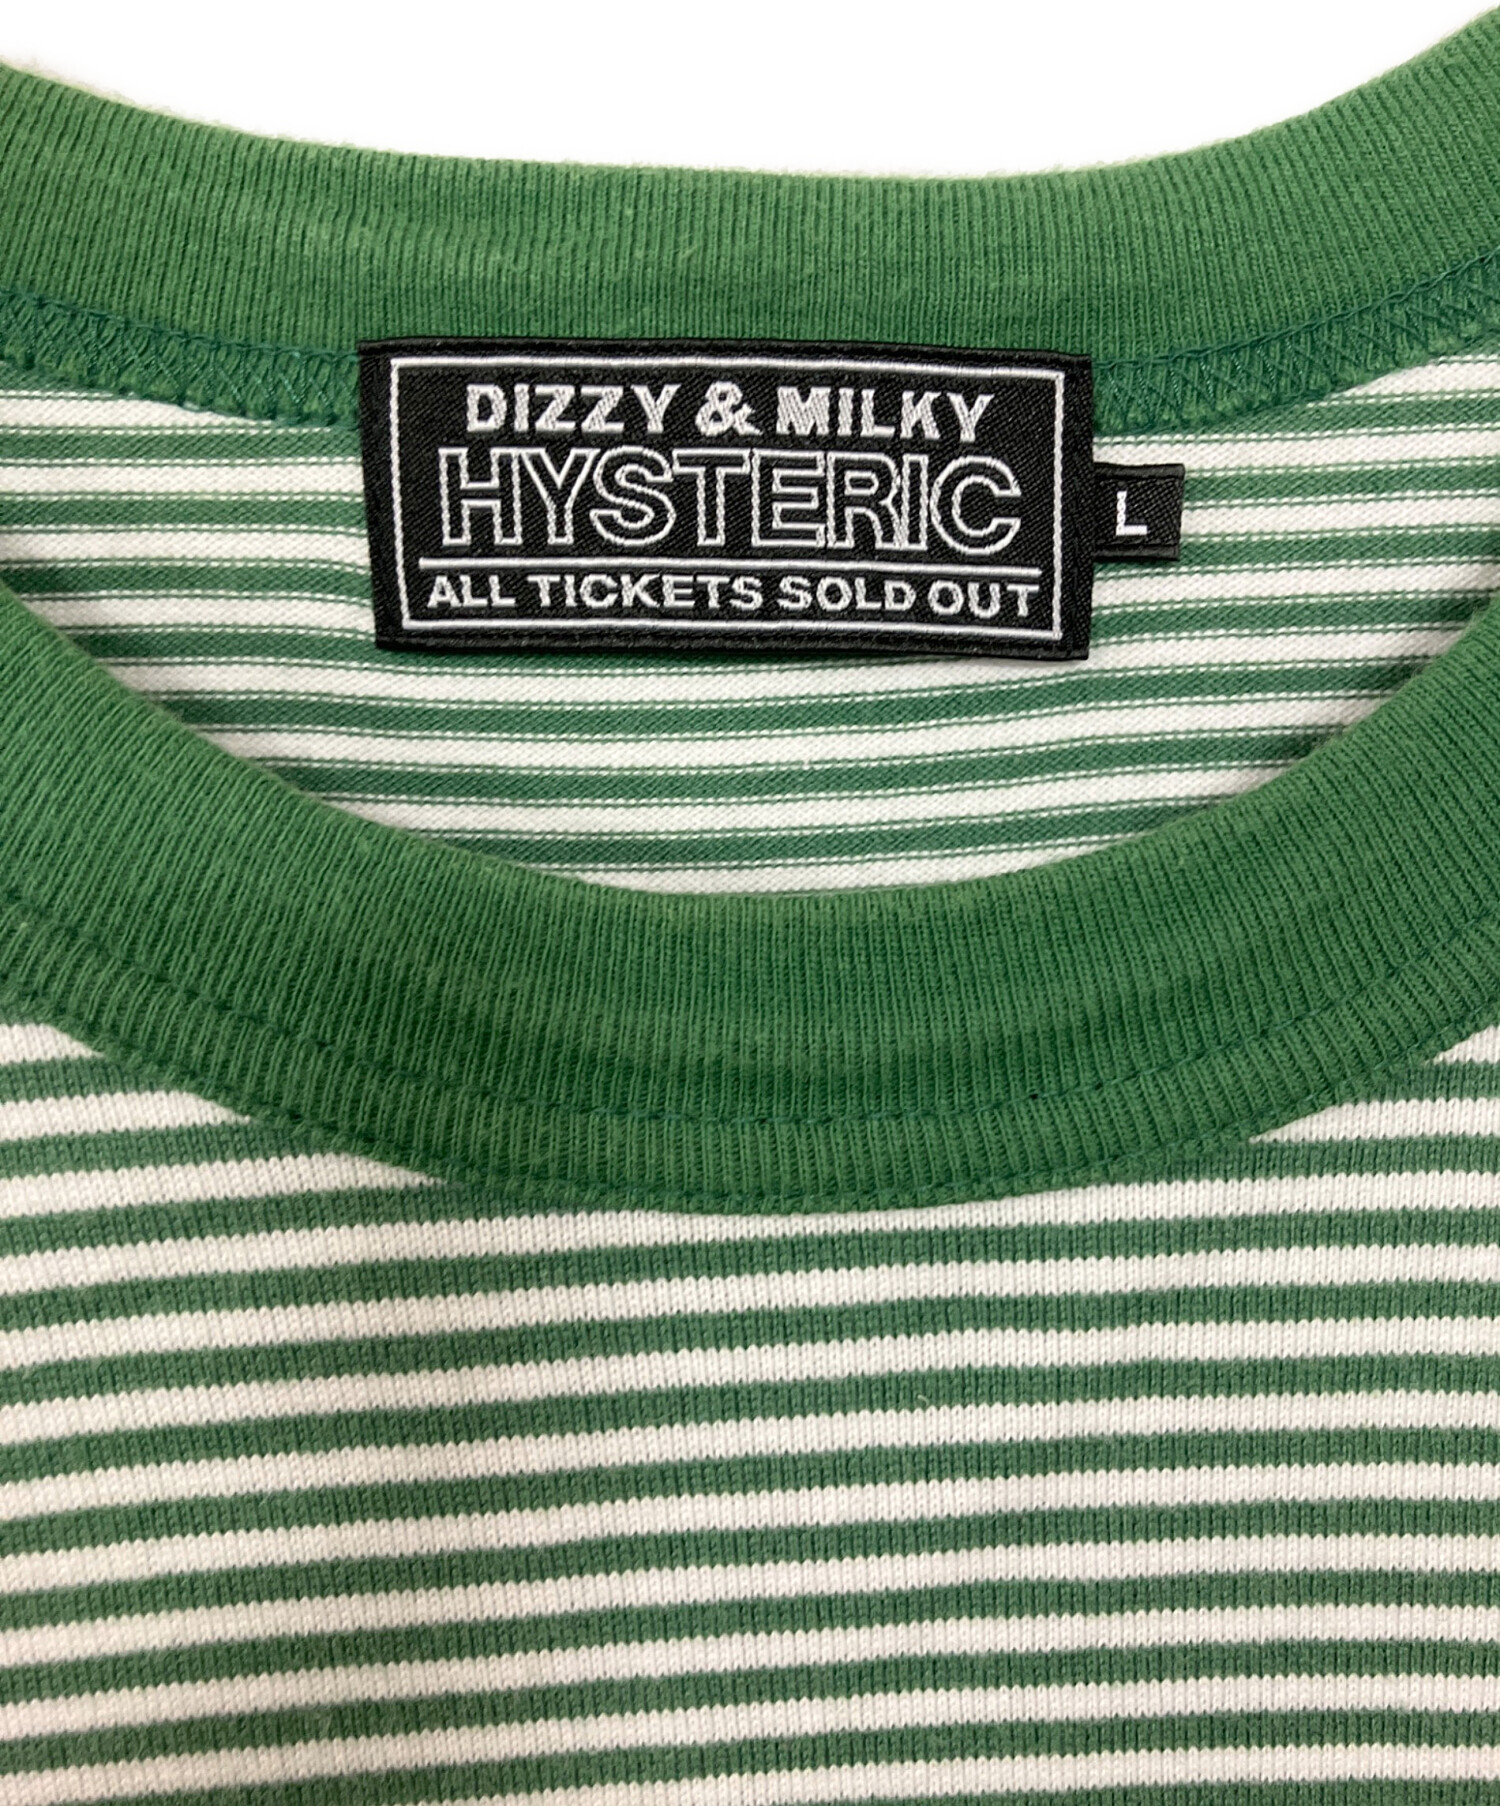 DIZZY & MILKY
HYSTERIC
L
ALL TICKETS SOLD OUT